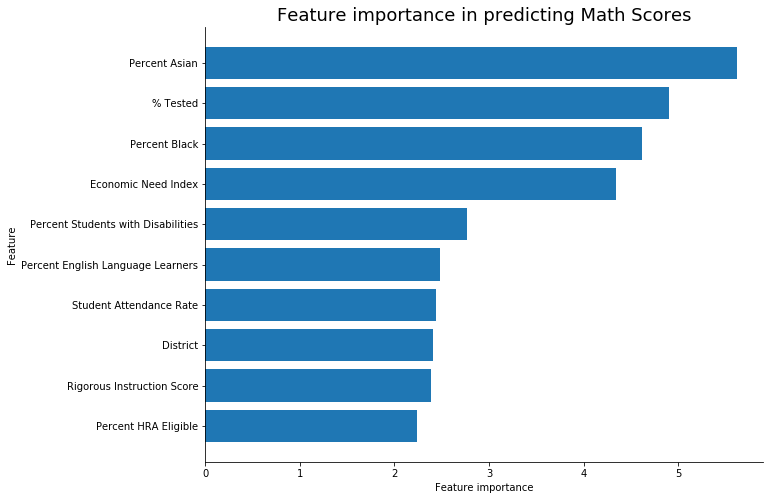 Feature importance in predicting Math Scores
Percent Asian
% Tested
Percent Black
Economic Need Index
Percent Students with Disabilities
Percent English Language Learners
Student Attendance Rate
District
Rigorous Instruction Score
Percent HRA Eligible
Feature
0 1 2 3 4 5
Feature importance